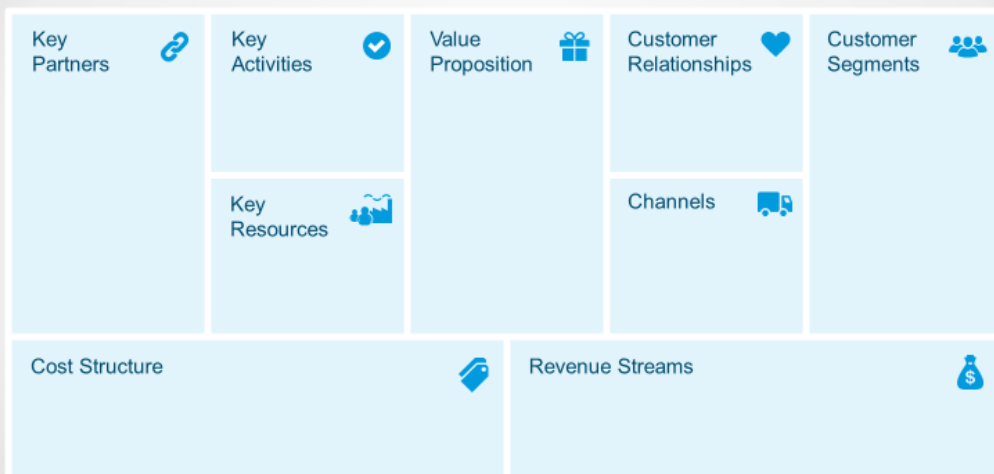 Key
Partners
Key
Activities
Value
Proposition
Customer
Relationships
Customer
Segments
Key
Resources
Channels
Cost Structure
Revenue Streams
$